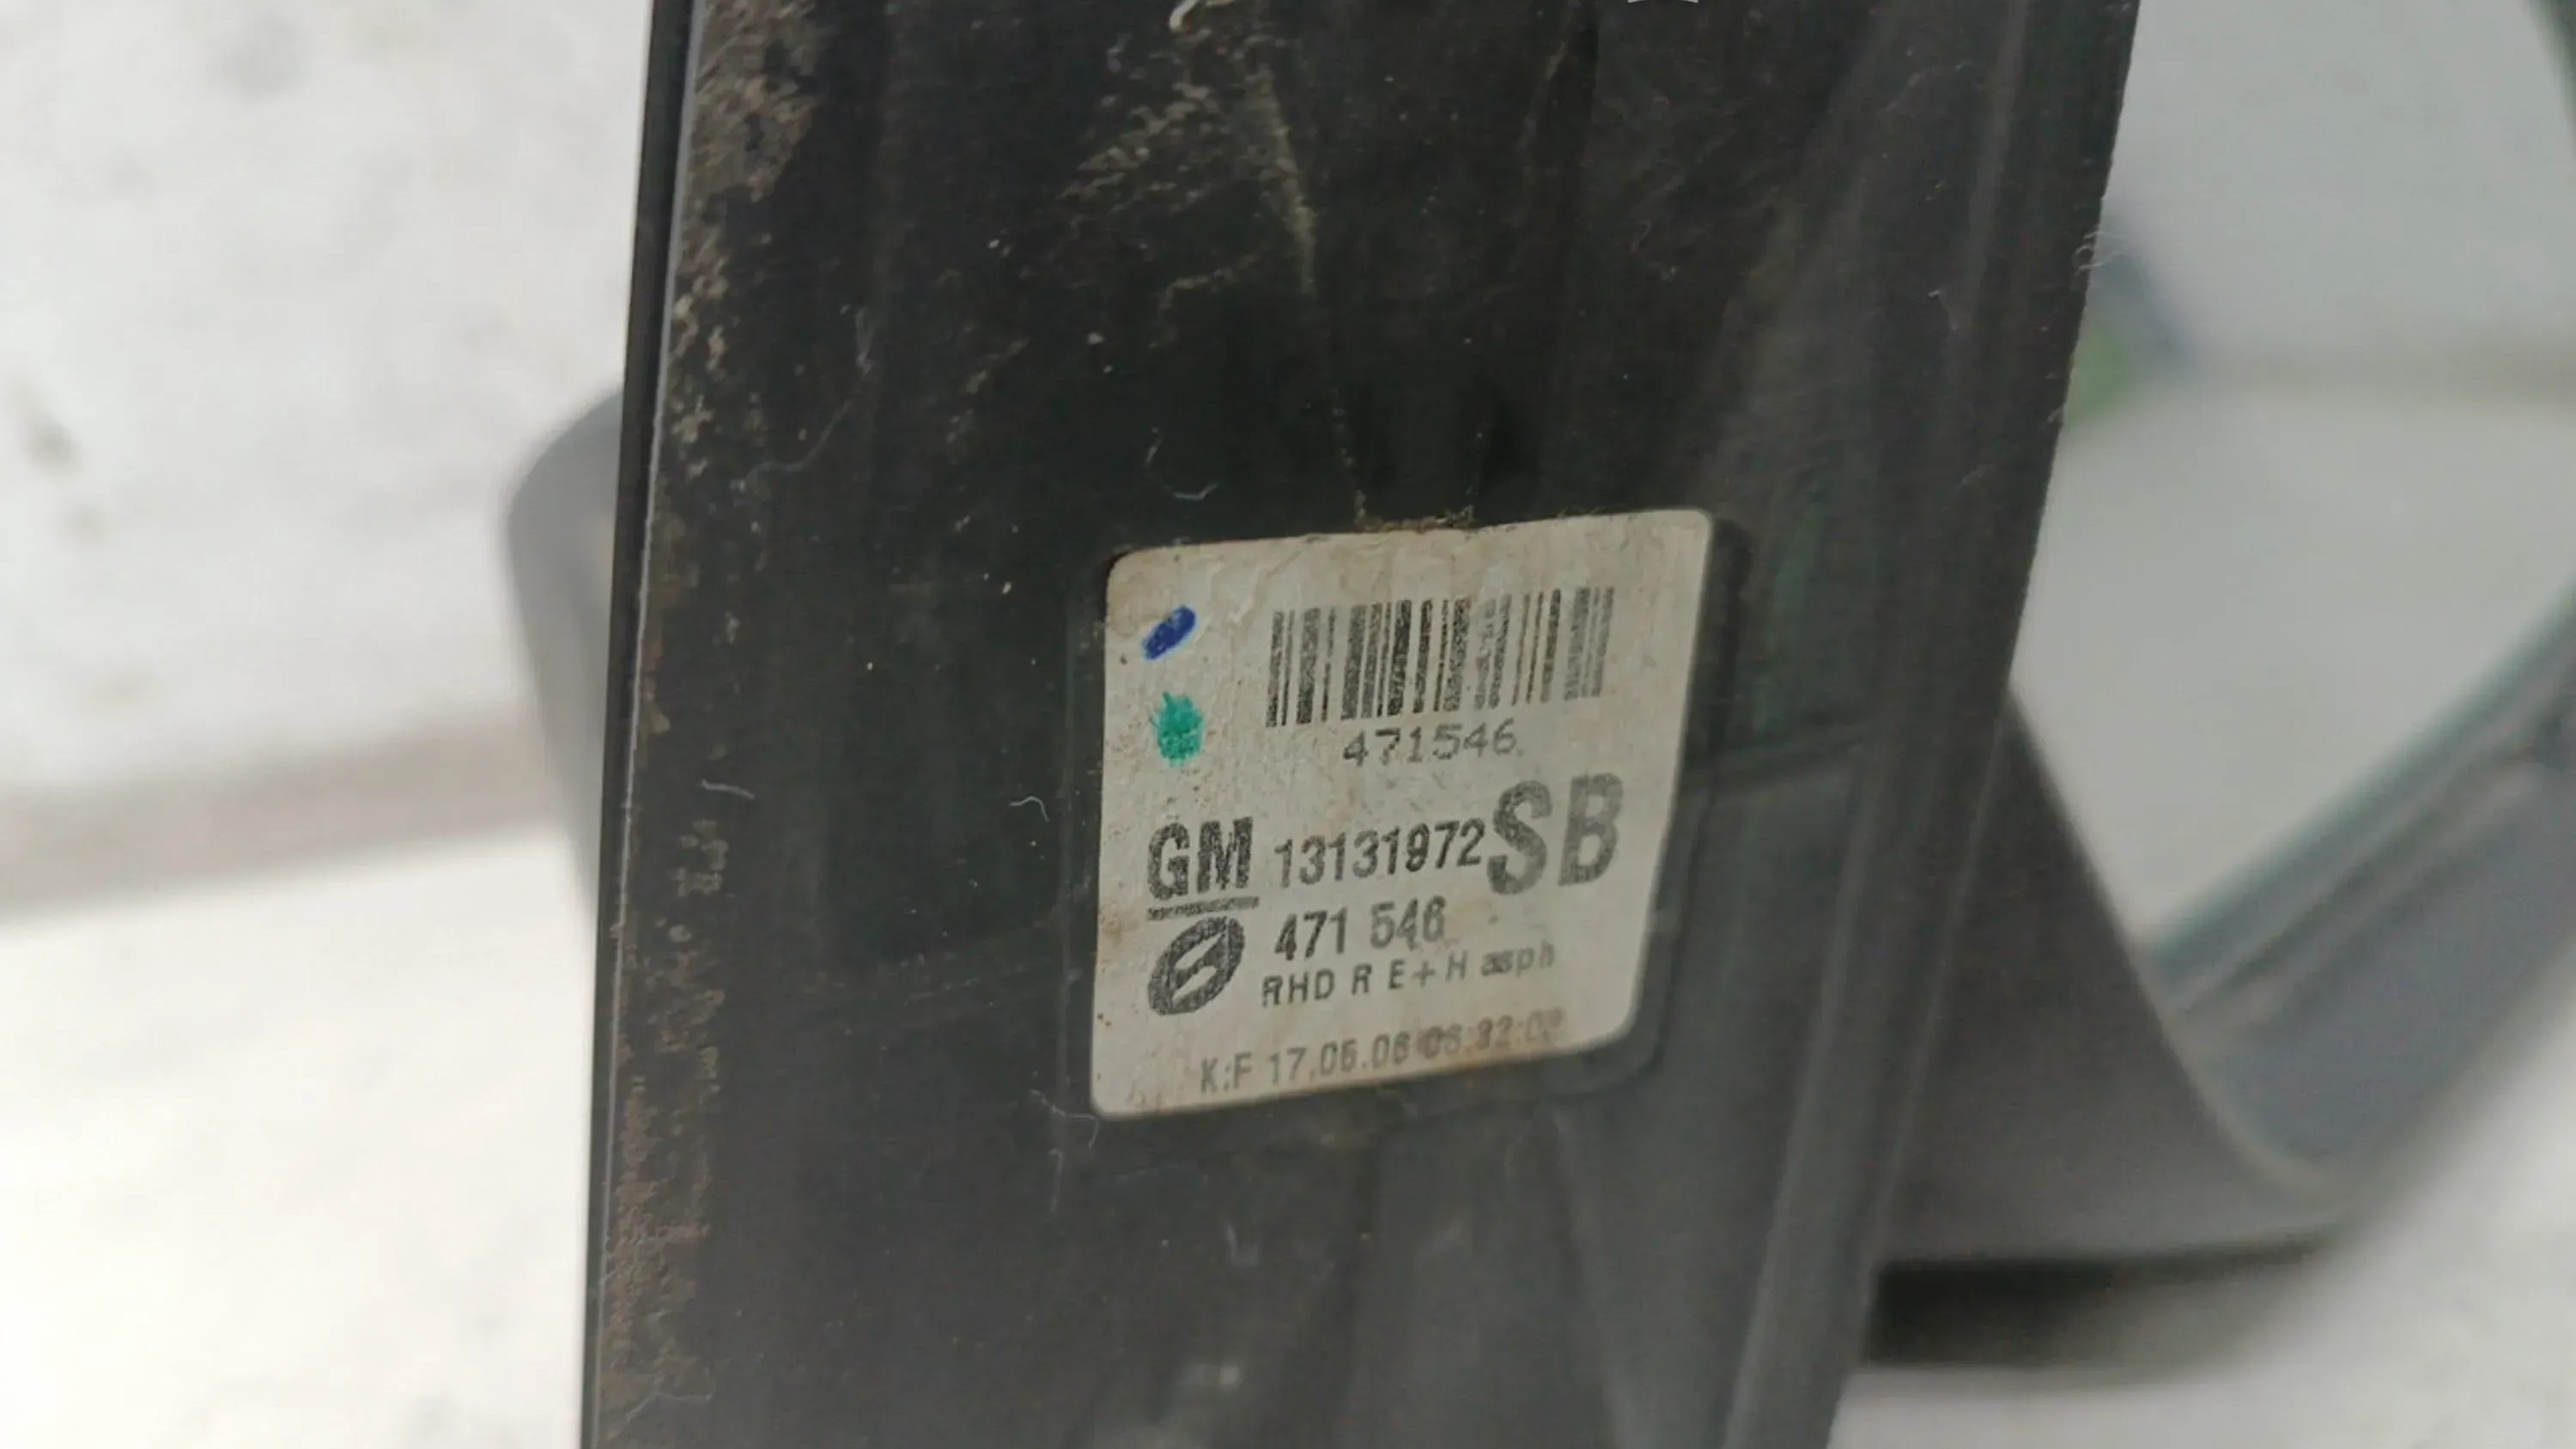 471546
GM 13131972 SB
471 546
RHD R E+H asph
K:F 17.05.06 06:32:02